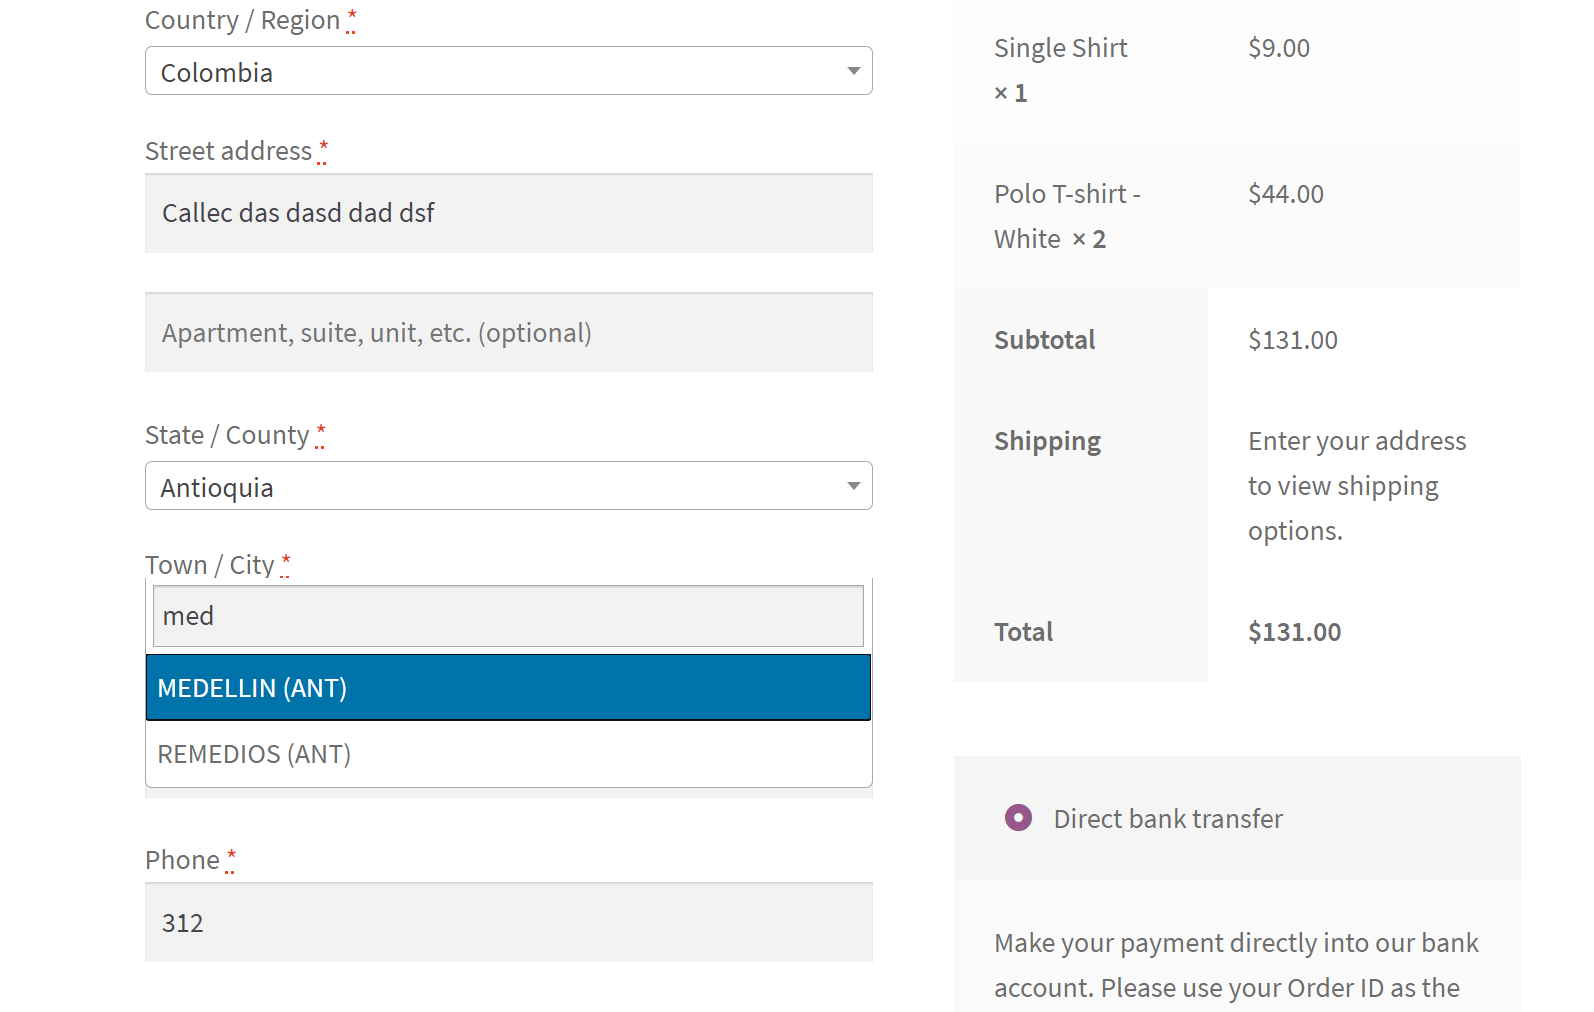 Country / Region *
Colombia
Street address *
Callec das dasd dad dsf
Apartment, suite, unit, etc. (optional)
State / County *
Antioquia
Town / City *
med
MEDELLIN (ANT)
REMEDIOS (ANT)
Phone *
312
Single Shirt $9.00
× 1
Polo T-shirt - $44.00
White × 2
Subtotal $131.00
Shipping Enter your address
to view shipping
options.
Total $131.00
Direct bank transfer
Make your payment directly into our bank
account. Please use your Order ID as the